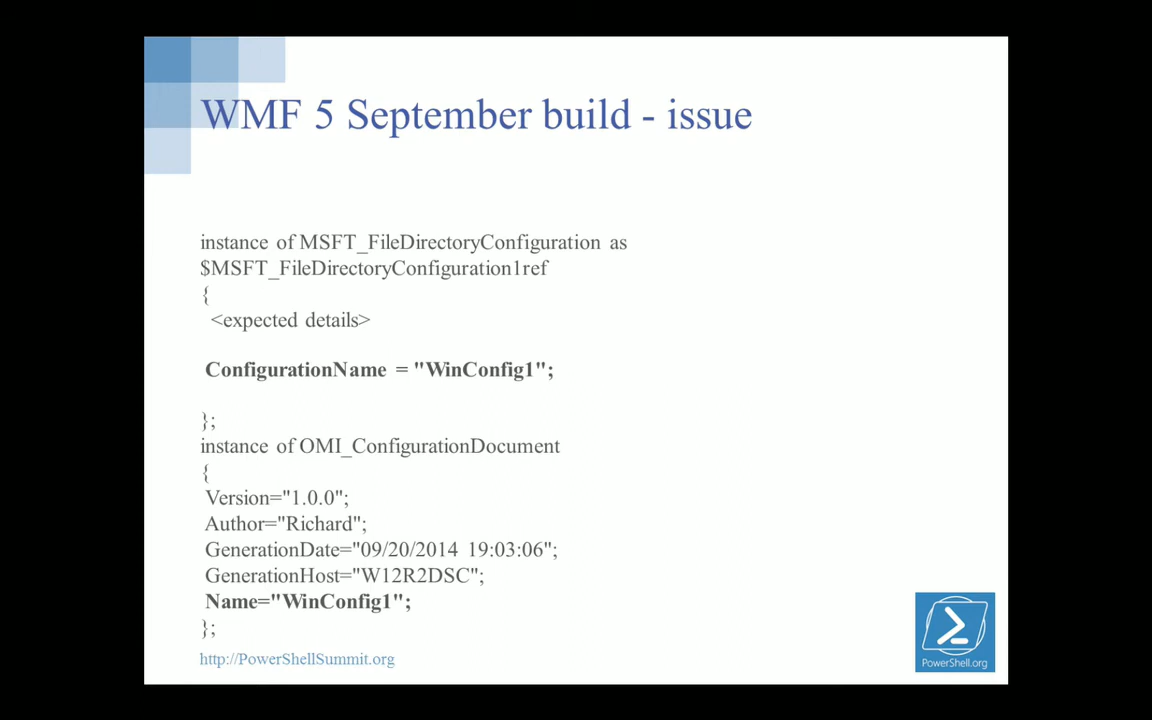 WMF 5 September build - issue
instance of MSFT_FileDirectoryConfiguration as
$MSFT_FileDirectoryConfiguration1ref
{
<expected details>
ConfigurationName = "WinConfig1";
};
instance of OMI_ConfigurationDocument
{
Version="1.0.0";
Author="Richard";
GenerationDate="09/20/2014 19:03:06";
GenerationHost="W12R2DSC";
Name="WinConfig1";
};
http://PowerShellSummit.org
PowerShell.org